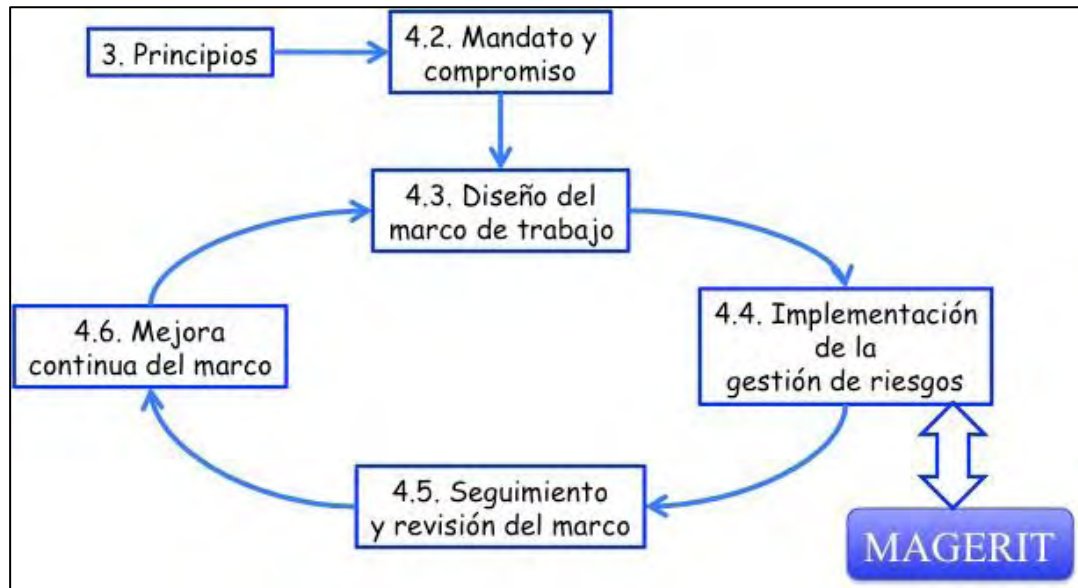 3. Principios
4.2. Mandato y
compromiso
4.3. Diseño del
marco de trabajo
4.4. Implementación
de la
gestión de riesgos
4.6. Mejora
continua del marco
4.5. Seguimiento
y revisión del marco
MAGERIT